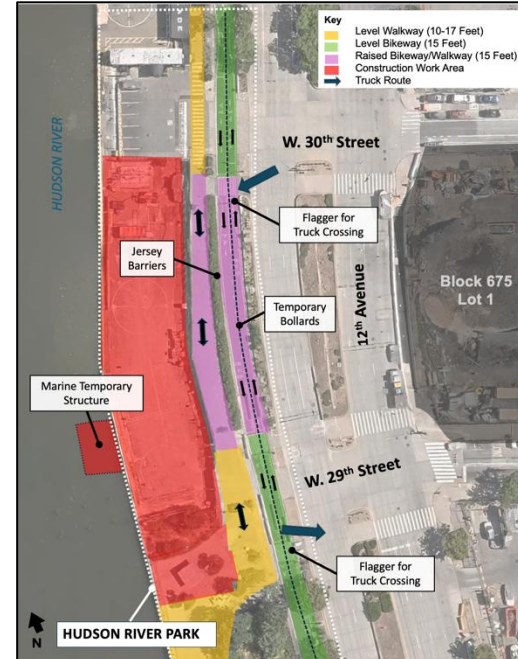 Key
Level Walkway (10-17 Feet)
Level Bikeway (15 Feet)
Raised Bikeway/Walkway (15 Feet)
Construction Work Area
Truck Route
HUDSON RIVER
W. 30th Street
Flagger for
Truck Crossing
Jersey
Barriers
12th Avenue
Block 675
Lot 1
Temporary
Bollards
Marine Temporary
Structure
W. 29th Street
Flagger for
Truck Crossing
HUDSON RIVER PARK
N